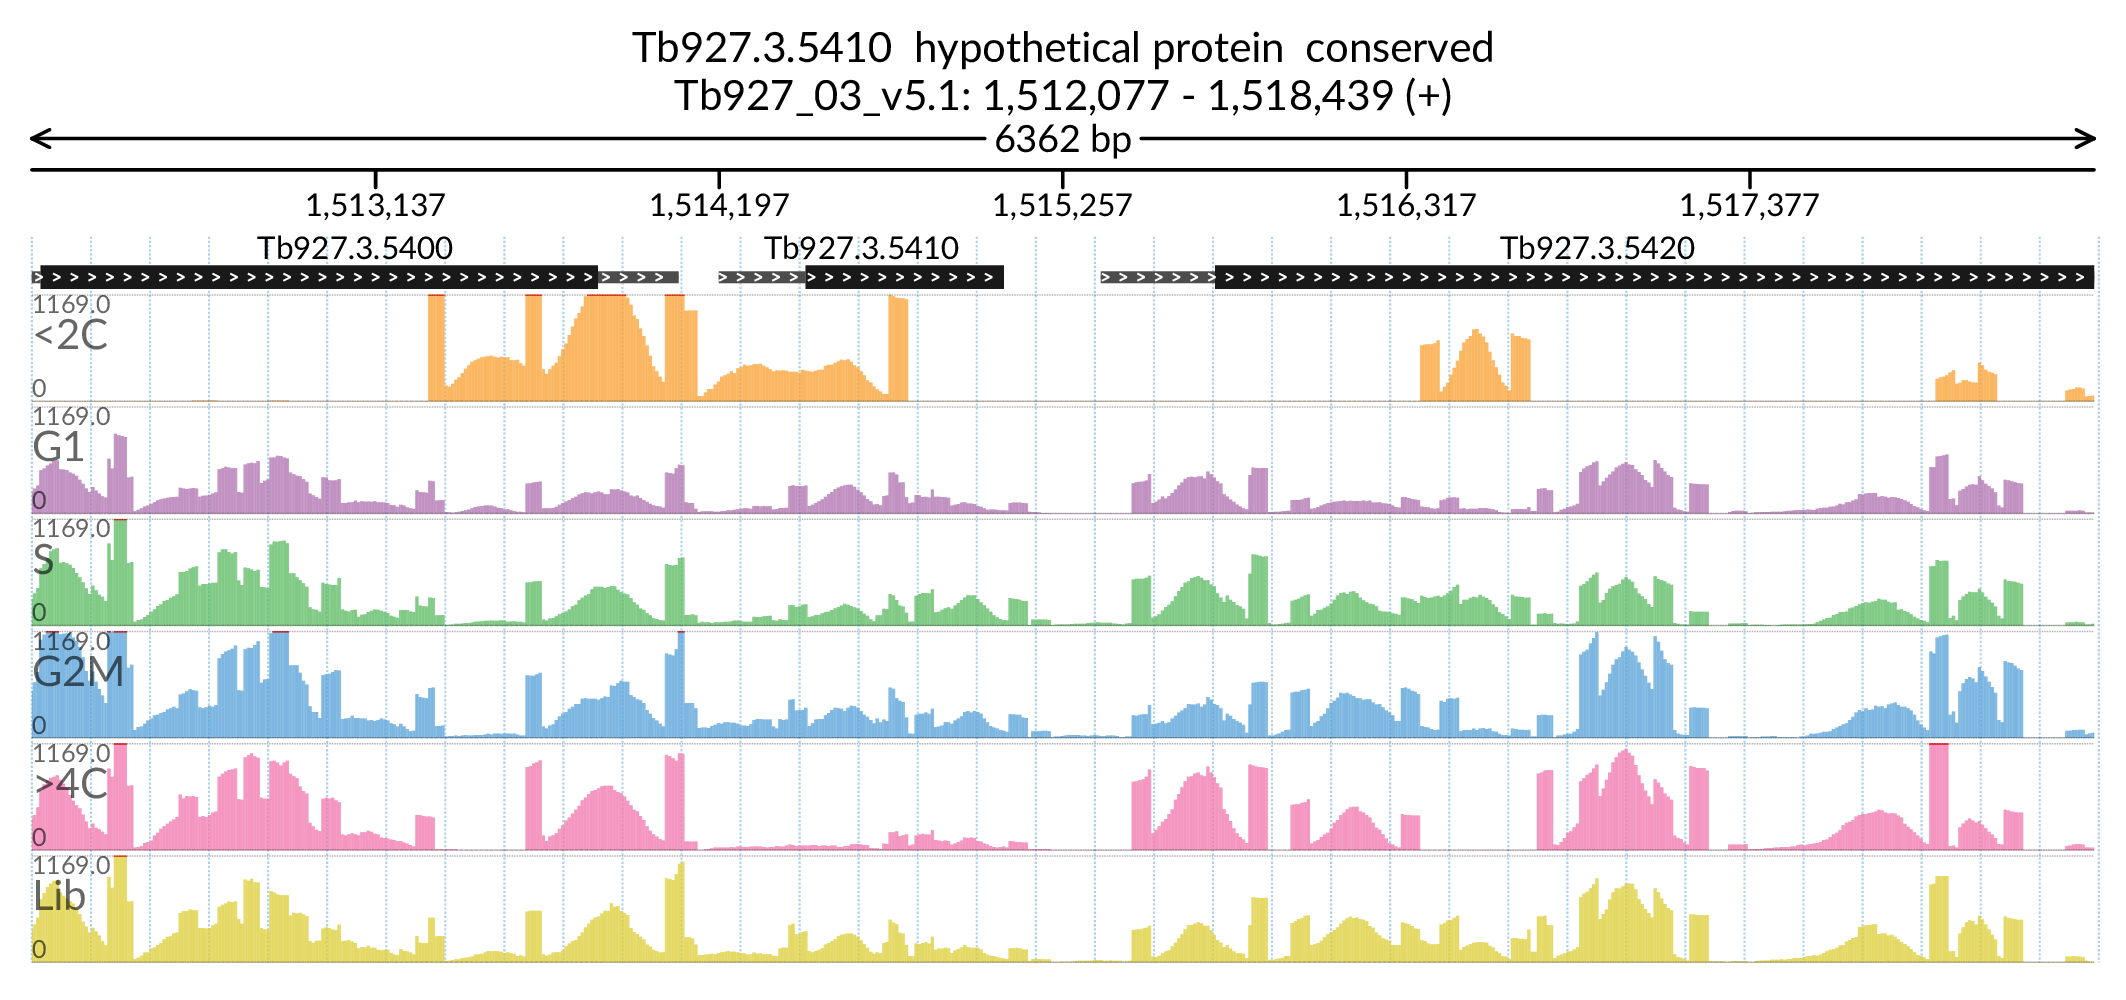 Tb927.3.5410 hypothetical protein conserved
Tb927_03_v5.1: 1,512,077 - 1,518,439 (+)
6362 bp
1,513,137 1,514,197 1,515,257 1,516,317 1,517,377
Tb927.3.5400 Tb927.3.5410 Tb927.3.5420
1169.0
<2C
0
1169.0
G1
0
1169.0
S
0
1169.0
G2M
0
1169.0
>4C
0
1169.0
Lib
0